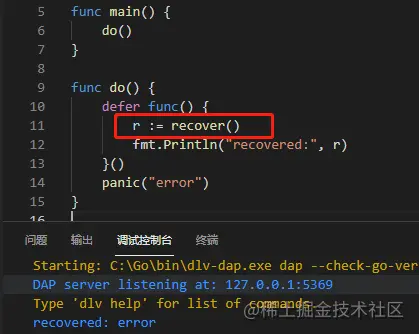 5 func main() {
6 do()
7 }
8
9 func do() {
10 defer func() {
11 r := recover()
12 fmt.Println("recovered:", r)
13 }()
14 panic("error")
15 }
16
问题 输出 调试控制台 终端
Starting: C:\Go\bin\dlv-dap.exe dap --check-go-ver
DAP server listening at: 127.0.0.1:5369
Type 'dlv help' for list of commands.
recovered: error
@稀土掘金技术社区